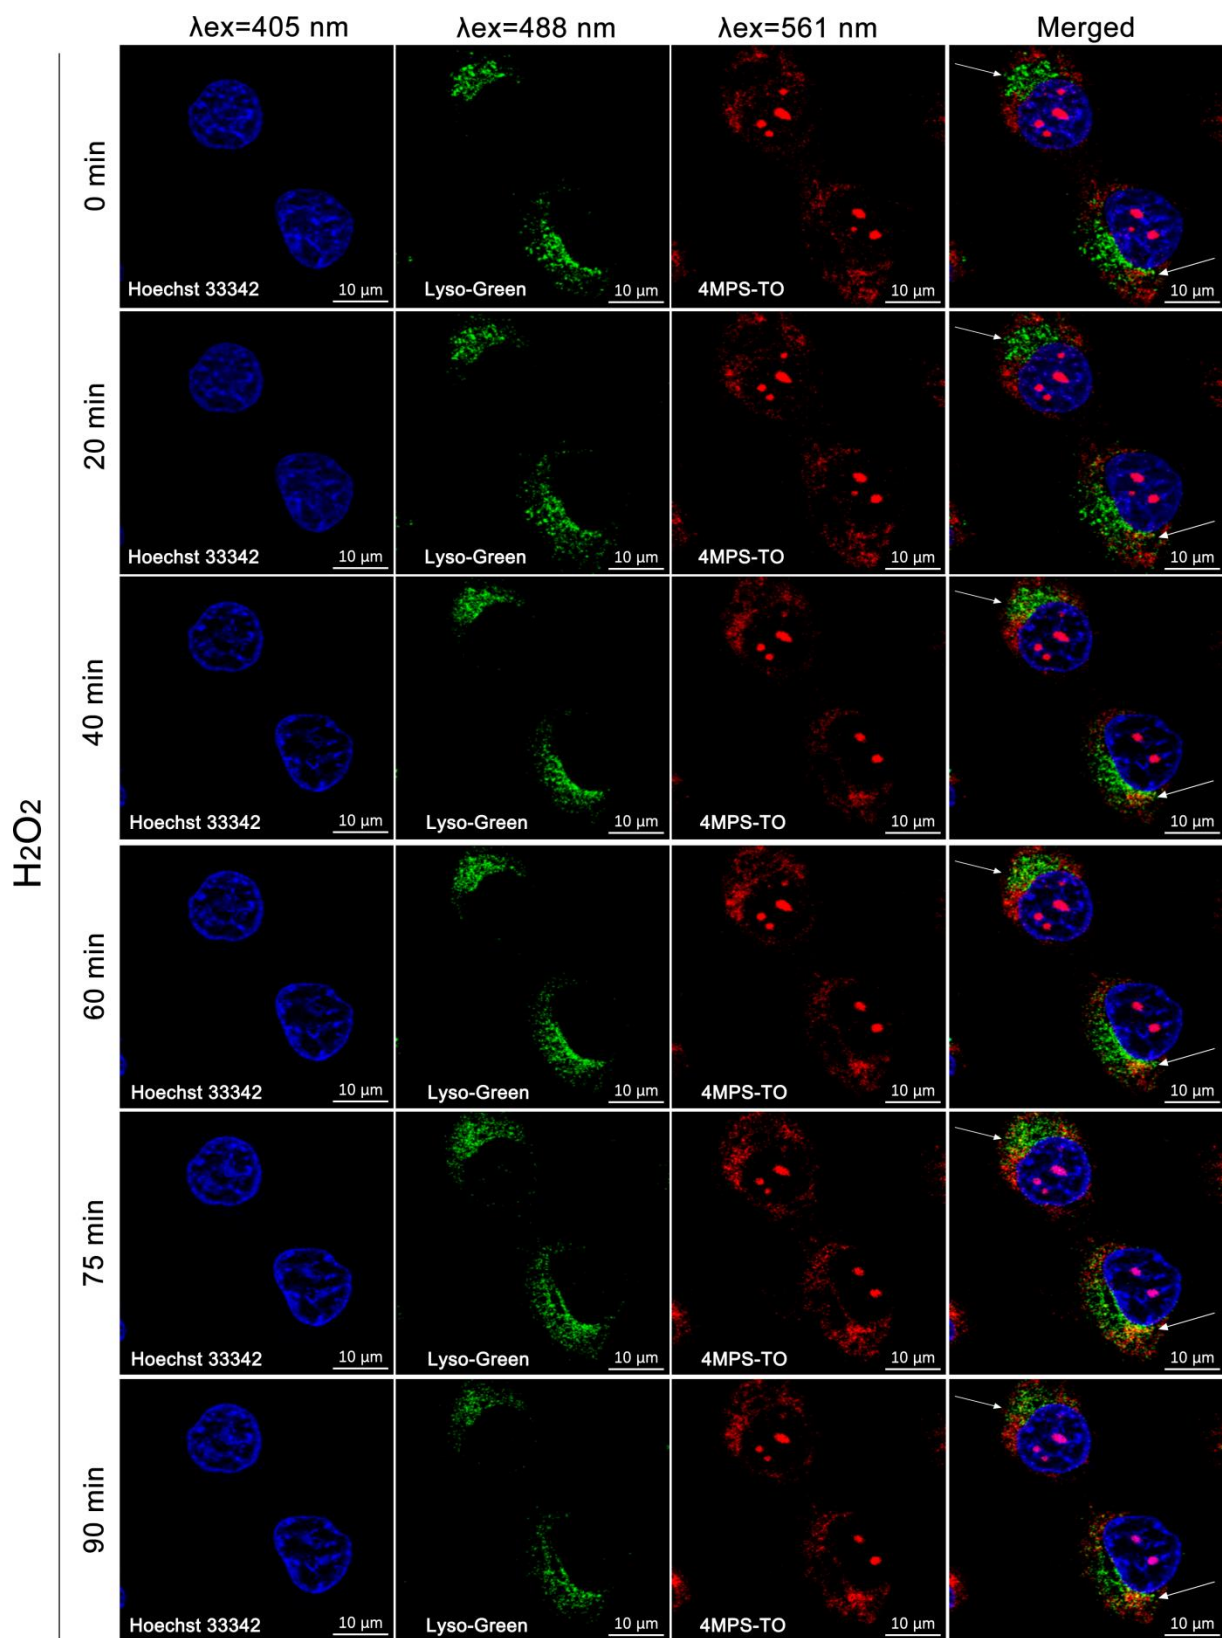 λex=405 nm λex=488 nm λex=561 nm Merged
H2O2
0 min
Hoechst 33342 10 μm Lyso-Green 10 μm 4MPS-TO 10 μm 10 μm
20 min
Hoechst 33342 10 μm Lyso-Green 10 μm 4MPS-TO 10 μm 10 μm
40 min
Hoechst 33342 10 μm Lyso-Green 10 μm 4MPS-TO 10 μm 10 μm
60 min
Hoechst 33342 10 μm Lyso-Green 10 μm 4MPS-TO 10 μm 10 μm
75 min
Hoechst 33342 10 μm Lyso-Green 10 μm 4MPS-TO 10 μm 10 μm
90 min
Hoechst 33342 10 μm Lyso-Green 10 μm 4MPS-TO 10 μm 10 μm